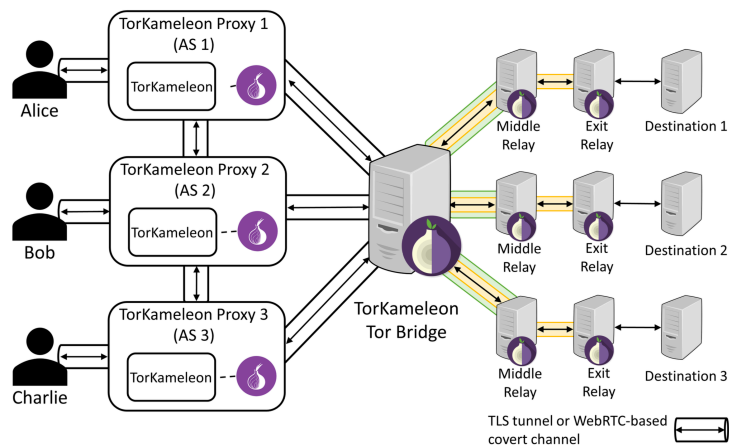 TorKameleon Proxy 1
(AS 1)
TorKameleon
Alice
TorKameleon Proxy 2
(AS 2)
TorKameleon
Bob
TorKameleon Proxy 3
(AS 3)
TorKameleon
Charlie
TorKameleon
Tor Bridge
Middle
Relay
Exit
Relay
Destination 1
Middle
Relay
Exit
Relay
Destination 2
Middle
Relay
Exit
Relay
Destination 3
TLS tunnel or WebRTC-based
covert channel